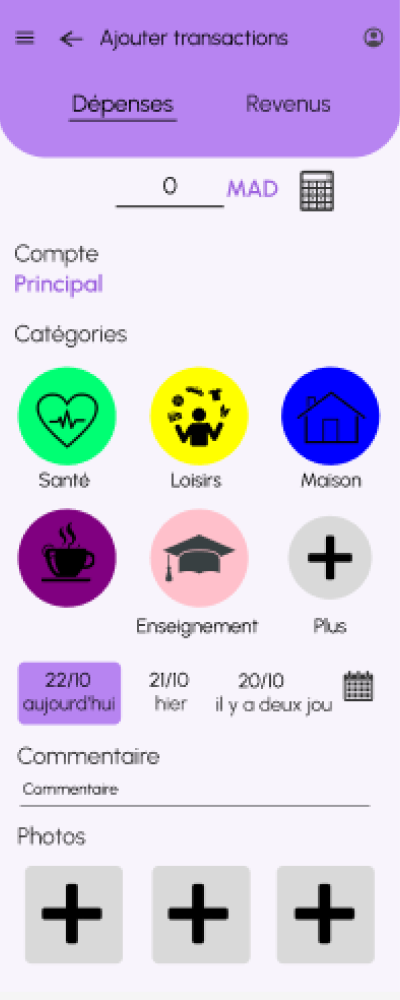 Ajouter transactions
Dépenses Revenus
0 MAD
Compte
Principal
Catégories
Santé Loisirs Maison
Enseignement Plus
22/10 21/10 20/10
aujourd'hui hier il y a deux jou
Commentaire
Commentaire
Photos